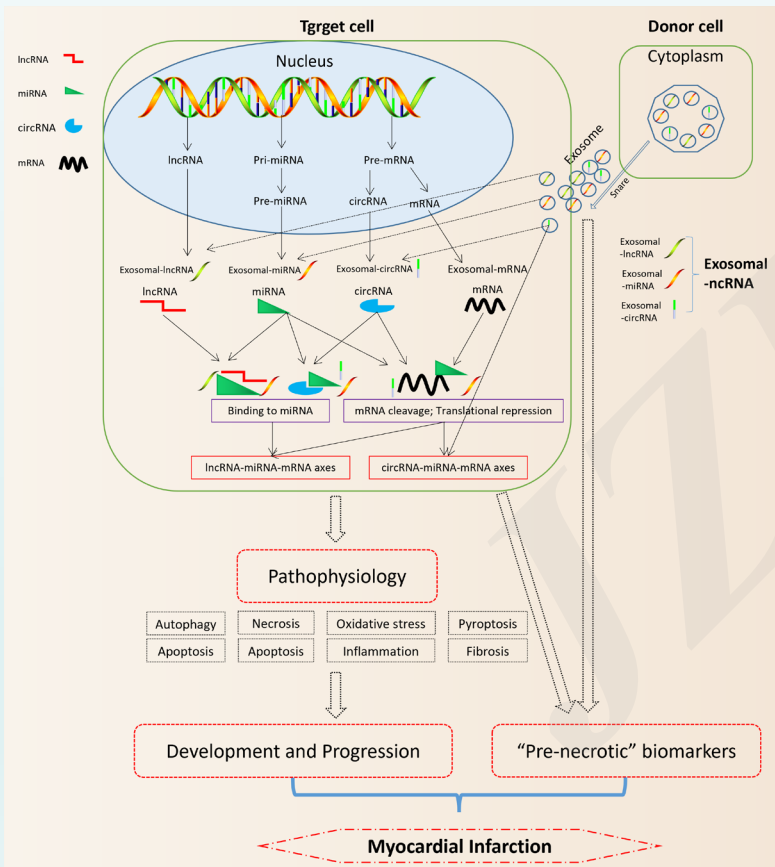 Tgrget cell
Donor cell
lncRNA
miRNA
circRNA
mRNA
Nucleus
Cytoplasm
lncRNA
Pri-miRNA
Pre-mRNA
Pre-miRNA
circRNA
mRNA
Exosome
Snare
Exosomal-lncRNA
Exosomal-miRNA
Exosomal-circRNA
Exosomal-mRNA
lncRNA
miRNA
circRNA
mRNA
Exosomal
-lncRNA
Exosomal
-miRNA
Exosomal
-circRNA
Exosomal
-ncRNA
Binding to miRNA
mRNA cleavage; Translational repression
lncRNA-miRNA-mRNA axes
circRNA-miRNA-mRNA axes
Pathophysiology
Autophagy
Necrosis
Oxidative stress
Pyroptosis
Apoptosis
Apoptosis
Inflammation
Fibrosis
Development and Progression
“Pre-necrotic” biomarkers
Myocardial Infarction
JZ